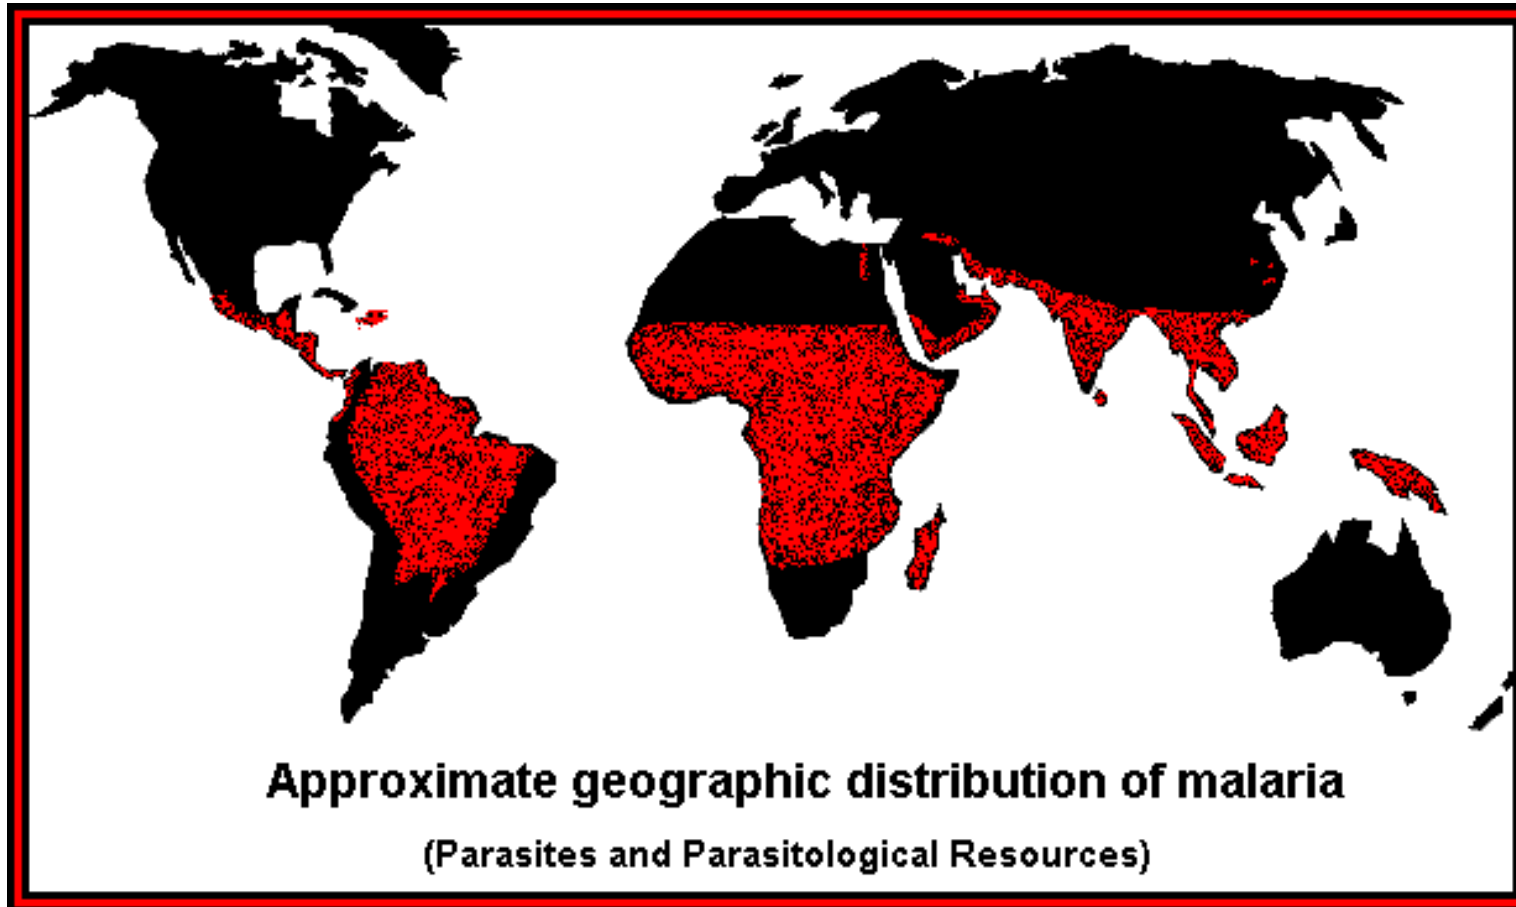 Approximate geographic distribution of malaria
(Parasites and Parasitological Resources)